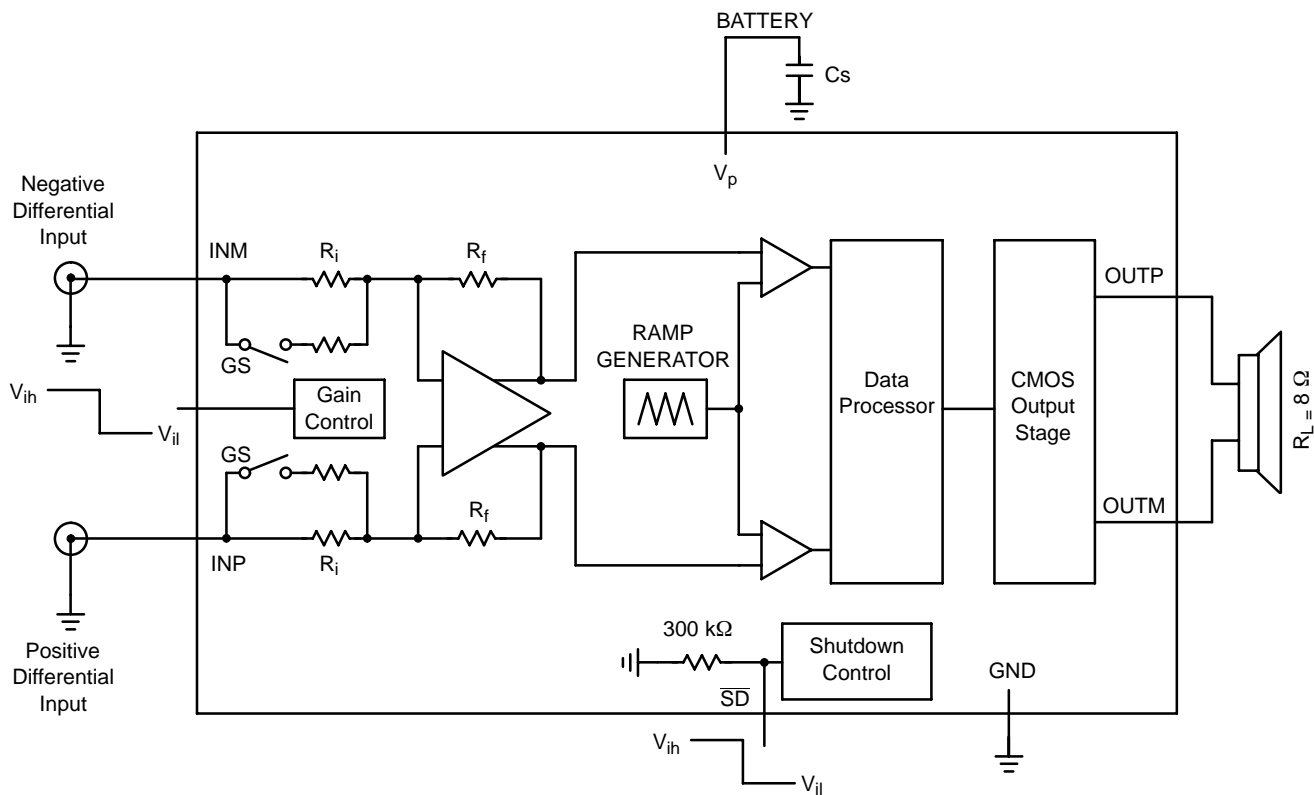 BATTERY
Cs
Vp
Negative
Differential
Input
INM
Ri
Rf
GS
Vih
Vil
Gain
Control
GS
INP
Ri
Rf
RAMP
GENERATOR
Data
Processor
CMOS
Output
Stage
OUTP
OUTM
RL = 8 Ω
Positive
Differential
Input
300 kΩ
Shutdown
Control
SD
GND
Vih
Vil